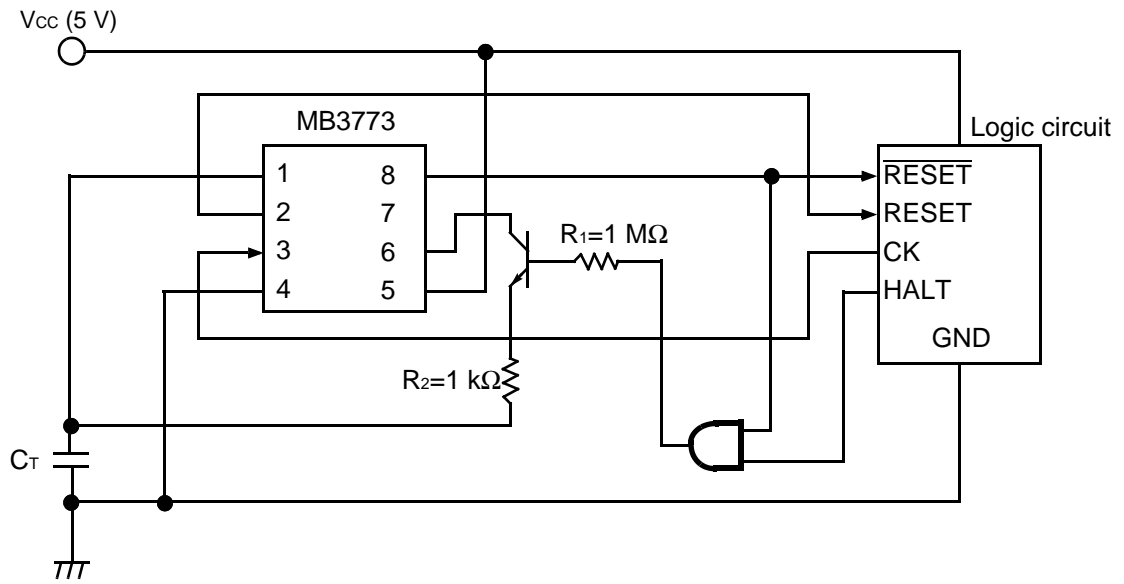 VCC (5 V)
MB3773
Logic circuit
1 8
2 7
3 6
4 5
RESET
RESET
CK
HALT
GND
R1=1 MΩ
R2=1 kΩ
CT